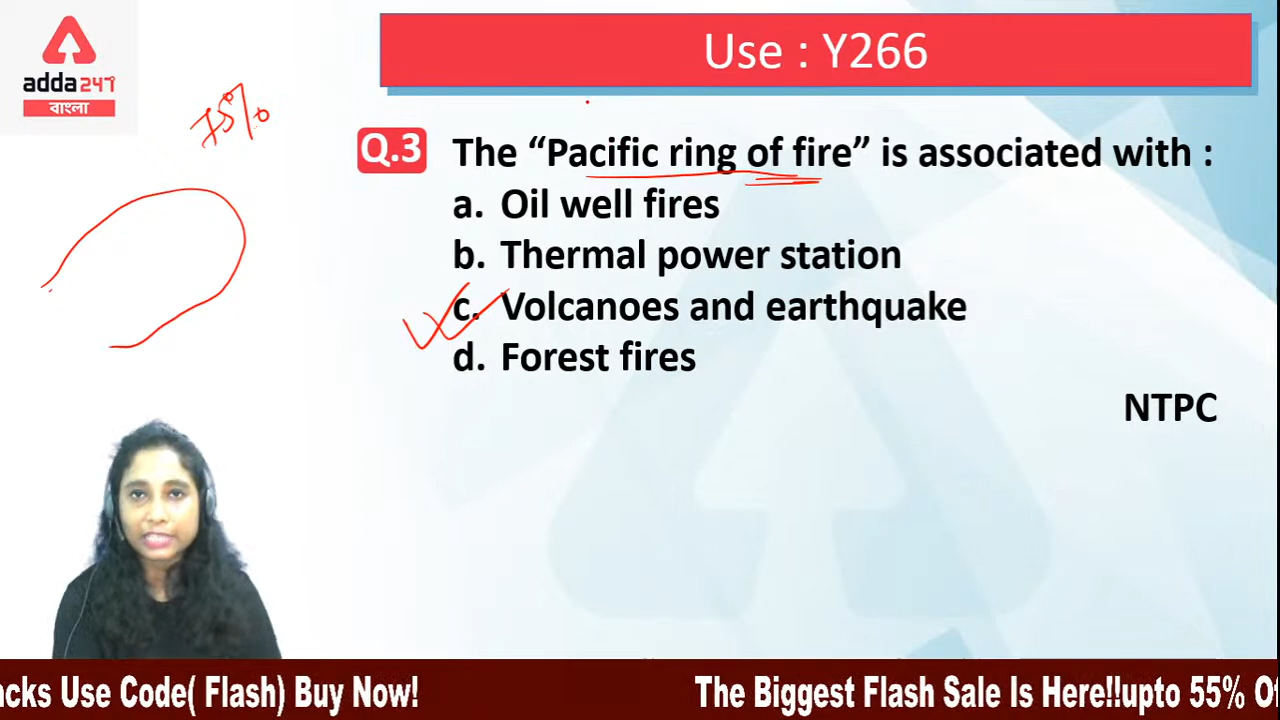 adda247
বাংলা
Use : Y266
75%
Q.3 The “Pacific ring of fire” is associated with :
a. Oil well fires
b. Thermal power station
c. Volcanoes and earthquake
d. Forest fires
NTPC
acks Use Code( Flash) Buy Now! The Biggest Flash Sale Is Here!!upto 55% O